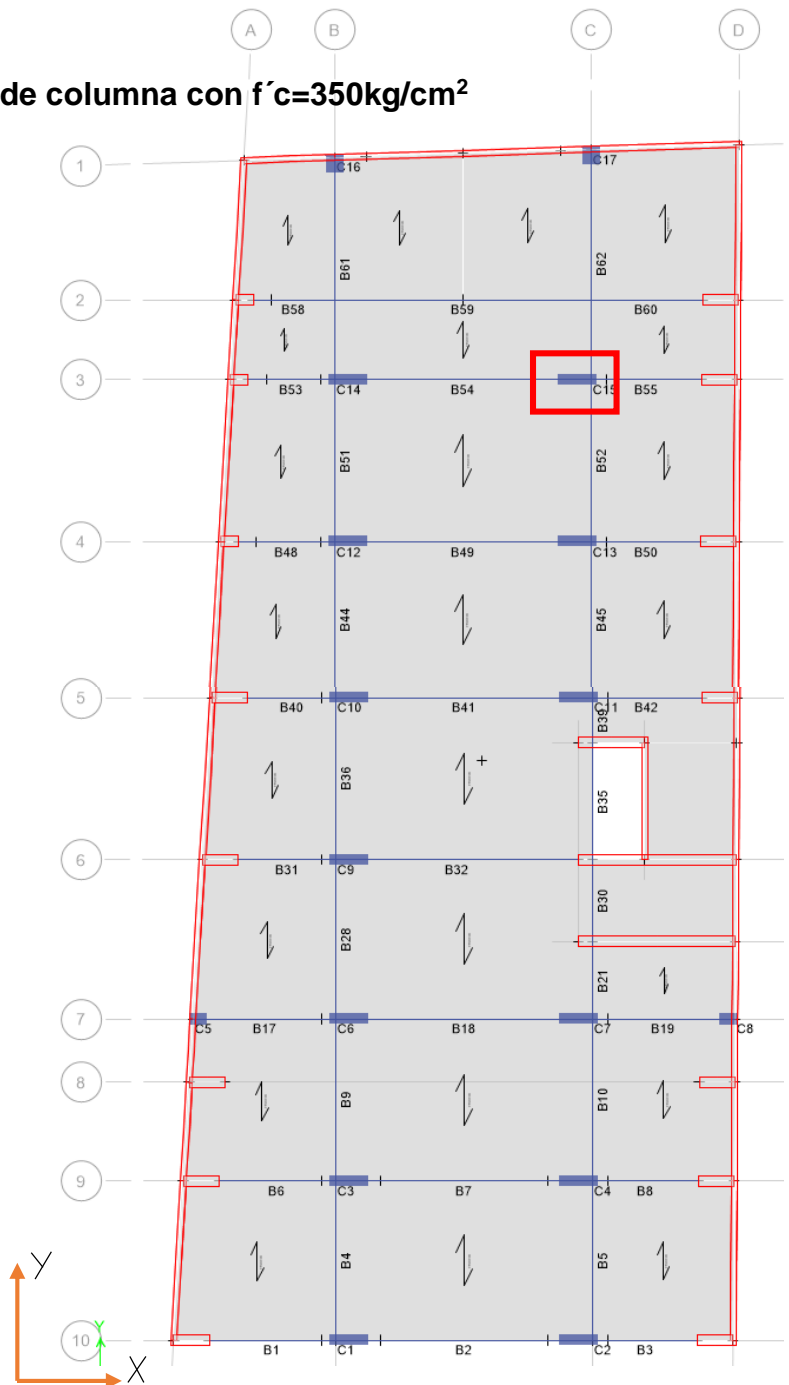 A B C D
de columna con f´c=350kg/cm²
1 C16 C17
B61 B62
2
B58 B59 B60
3
B53 C14 B54 C15 B55
B51 B52
4
B48 C12 B49 C13 B50
B44 B45
5
B40 C10 B41 C11 B42
B39
B36 B35
6
B31 C9 B32
B30
B28
B21
7
C5 B17 C6 B18 C7 B19 C8
8
B9 B10
9
B6 C3 B7 C4 B8
B4 B5
Y
Y
10
B1 C1 B2 C2 B3
X